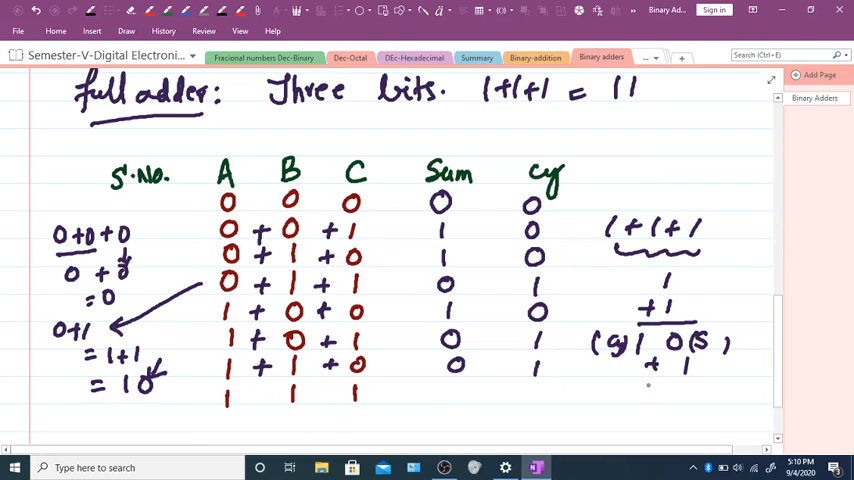 Binary Ad... Sign in
File Home Insert Draw View Help
Semester-V-Digital Electroni... Fracional numbers Dec-Binary Dec-Octal DEc-Hexadecimal Summary Binary-addition Binary adders ... + Search (Ctrl+E)
Add Page
Binary Adders
full adder: Three bits. 1+1+1 = 11
S.No. A B C Sum Cy
0 0 0 0 0
0 + 0 + 1 1 0
0 + 1 + 0 1 0
0 + 1 + 1 0 1
1 + 0 + 0 1 0
1 + 0 + 1 0 1
1 + 1 + 0 0 1
1 1 1
0+0+0
0 + 0
= 0
0+1
= 1+1
= 10
1+1+1
1
+1
(Cy) 1 0(S)
+ 1
Type here to search
5:10 PM
9/4/2020
3